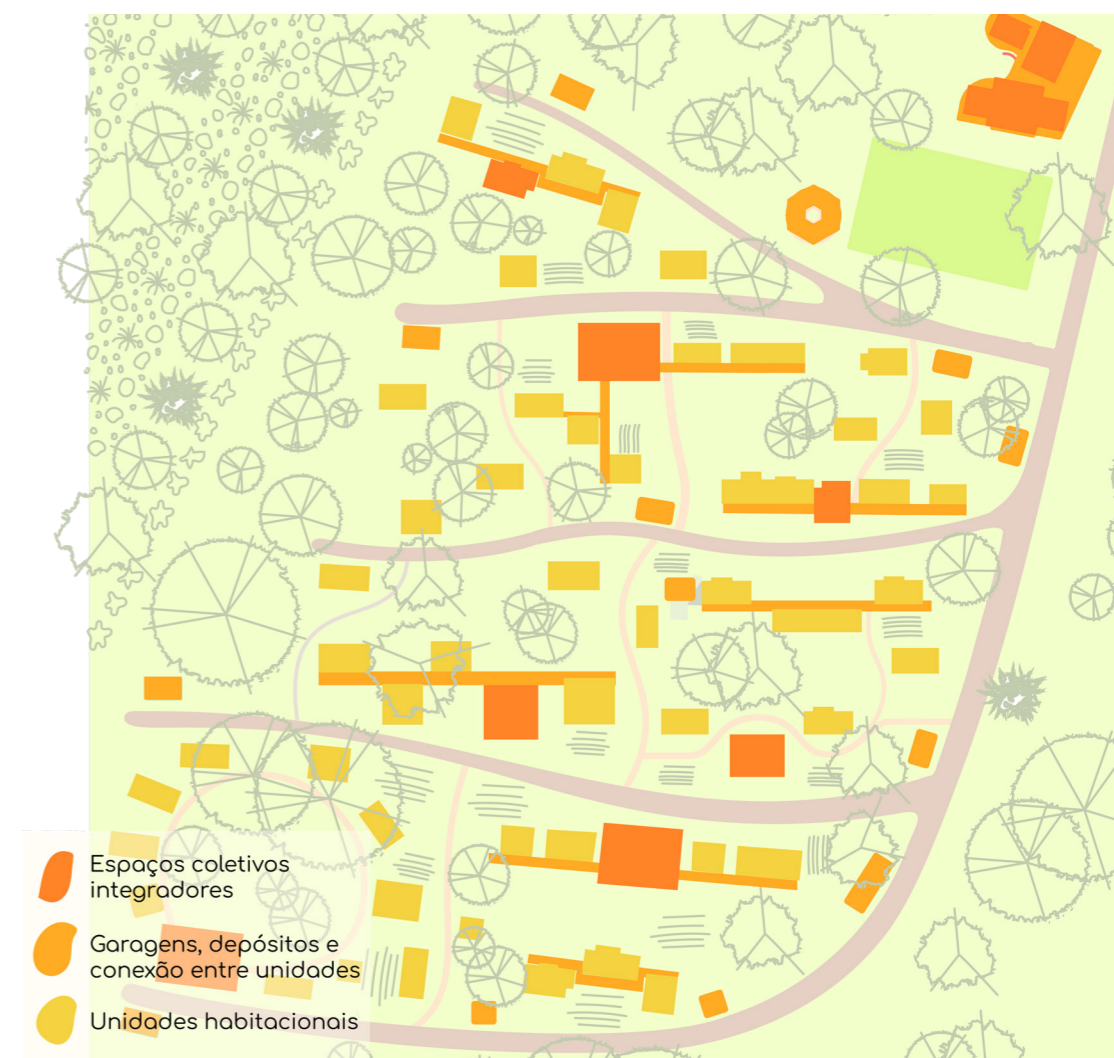 Espaços coletivos
integradores
Garagens, depósitos e
conexão entre unidades
Unidades habitacionais